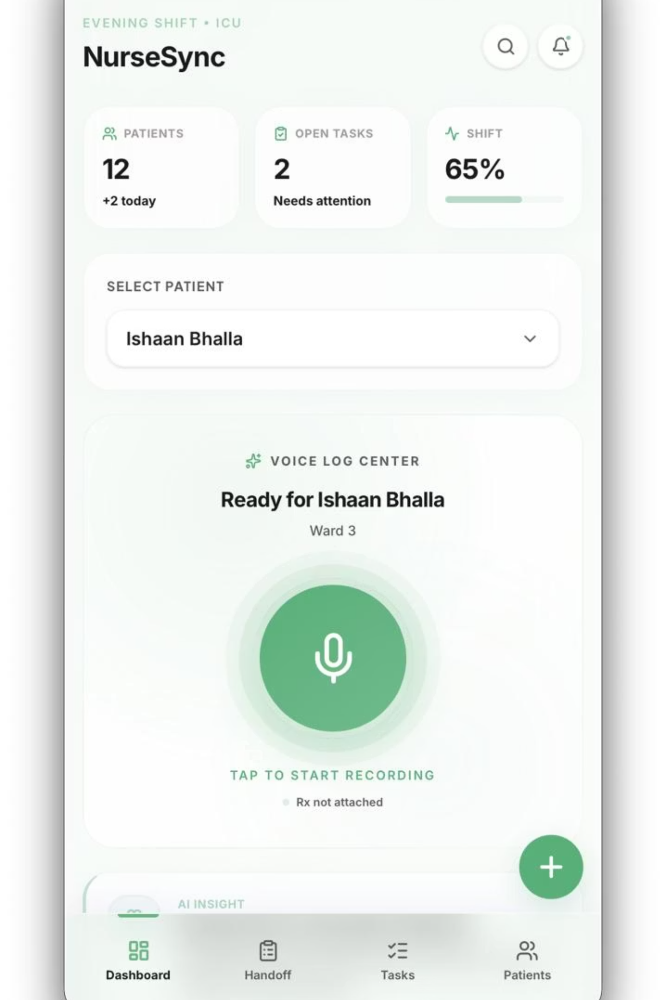 EVENING SHIFT • ICU
NurseSync
PATIENTS
12
+2 today
OPEN TASKS
2
Needs attention
SHIFT
65%
SELECT PATIENT
Ishaan Bhalla
VOICE LOG CENTER
Ready for Ishaan Bhalla
Ward 3
TAP TO START RECORDING
Rx not attached
AI INSIGHT
Dashboard
Handoff
Tasks
Patients